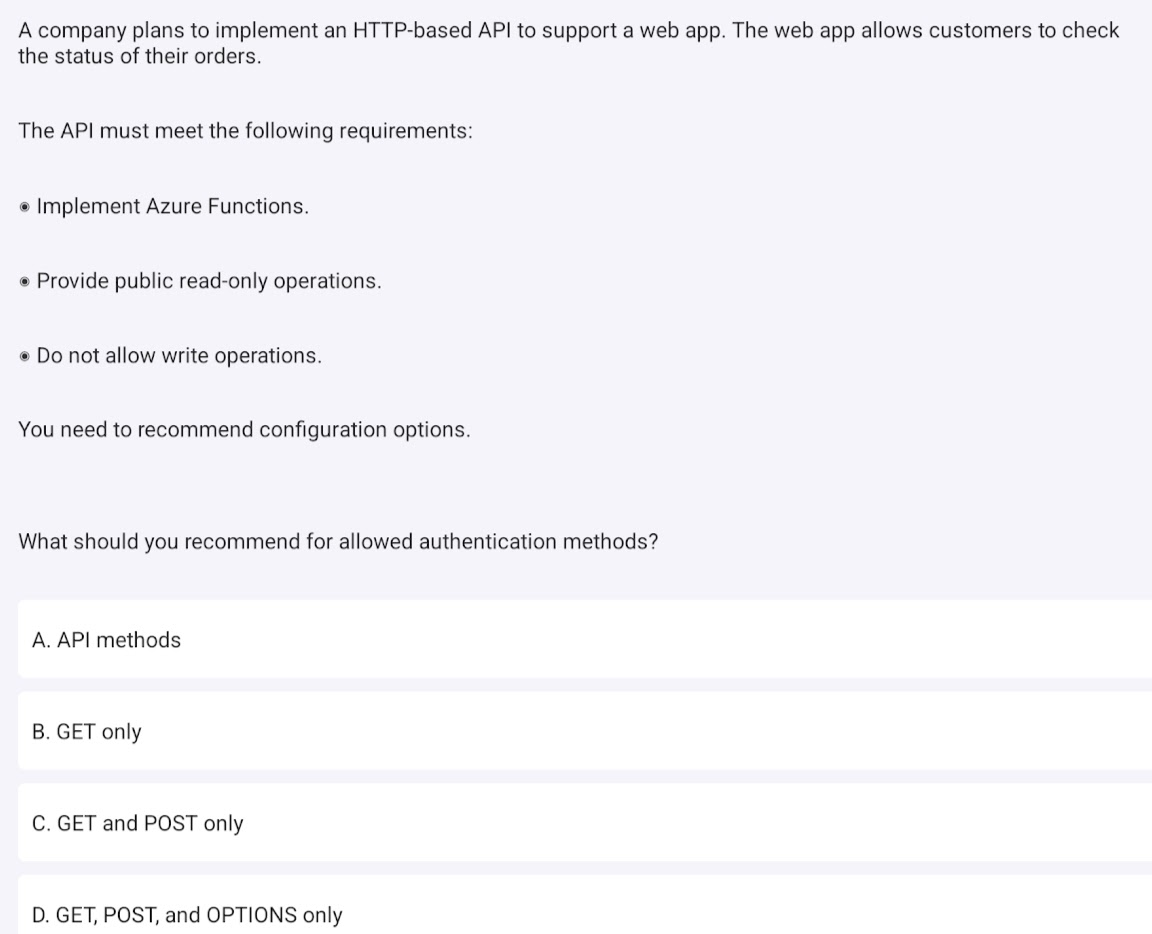 A company plans to implement an HTTP-based API to support a web app. The web app allows customers to check
the status of their orders.
The API must meet the following requirements:
◉ Implement Azure Functions.
◉ Provide public read-only operations.
◉ Do not allow write operations.
You need to recommend configuration options.
What should you recommend for allowed authentication methods?
A. API methods
B. GET only
C. GET and POST only
D. GET, POST, and OPTIONS only